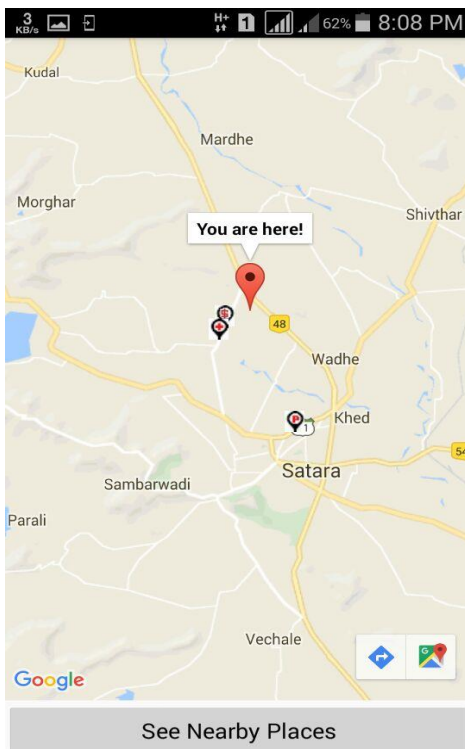 3
KB/s
H+
1
62%
8:08 PM
Kudal
Mardhe
Morghar
Shivthar
You are here!
$
48
Wadhe
P
1
Khed
54
Satara
Sambarwadi
Parali
Vechale
G
Google
See Nearby Places